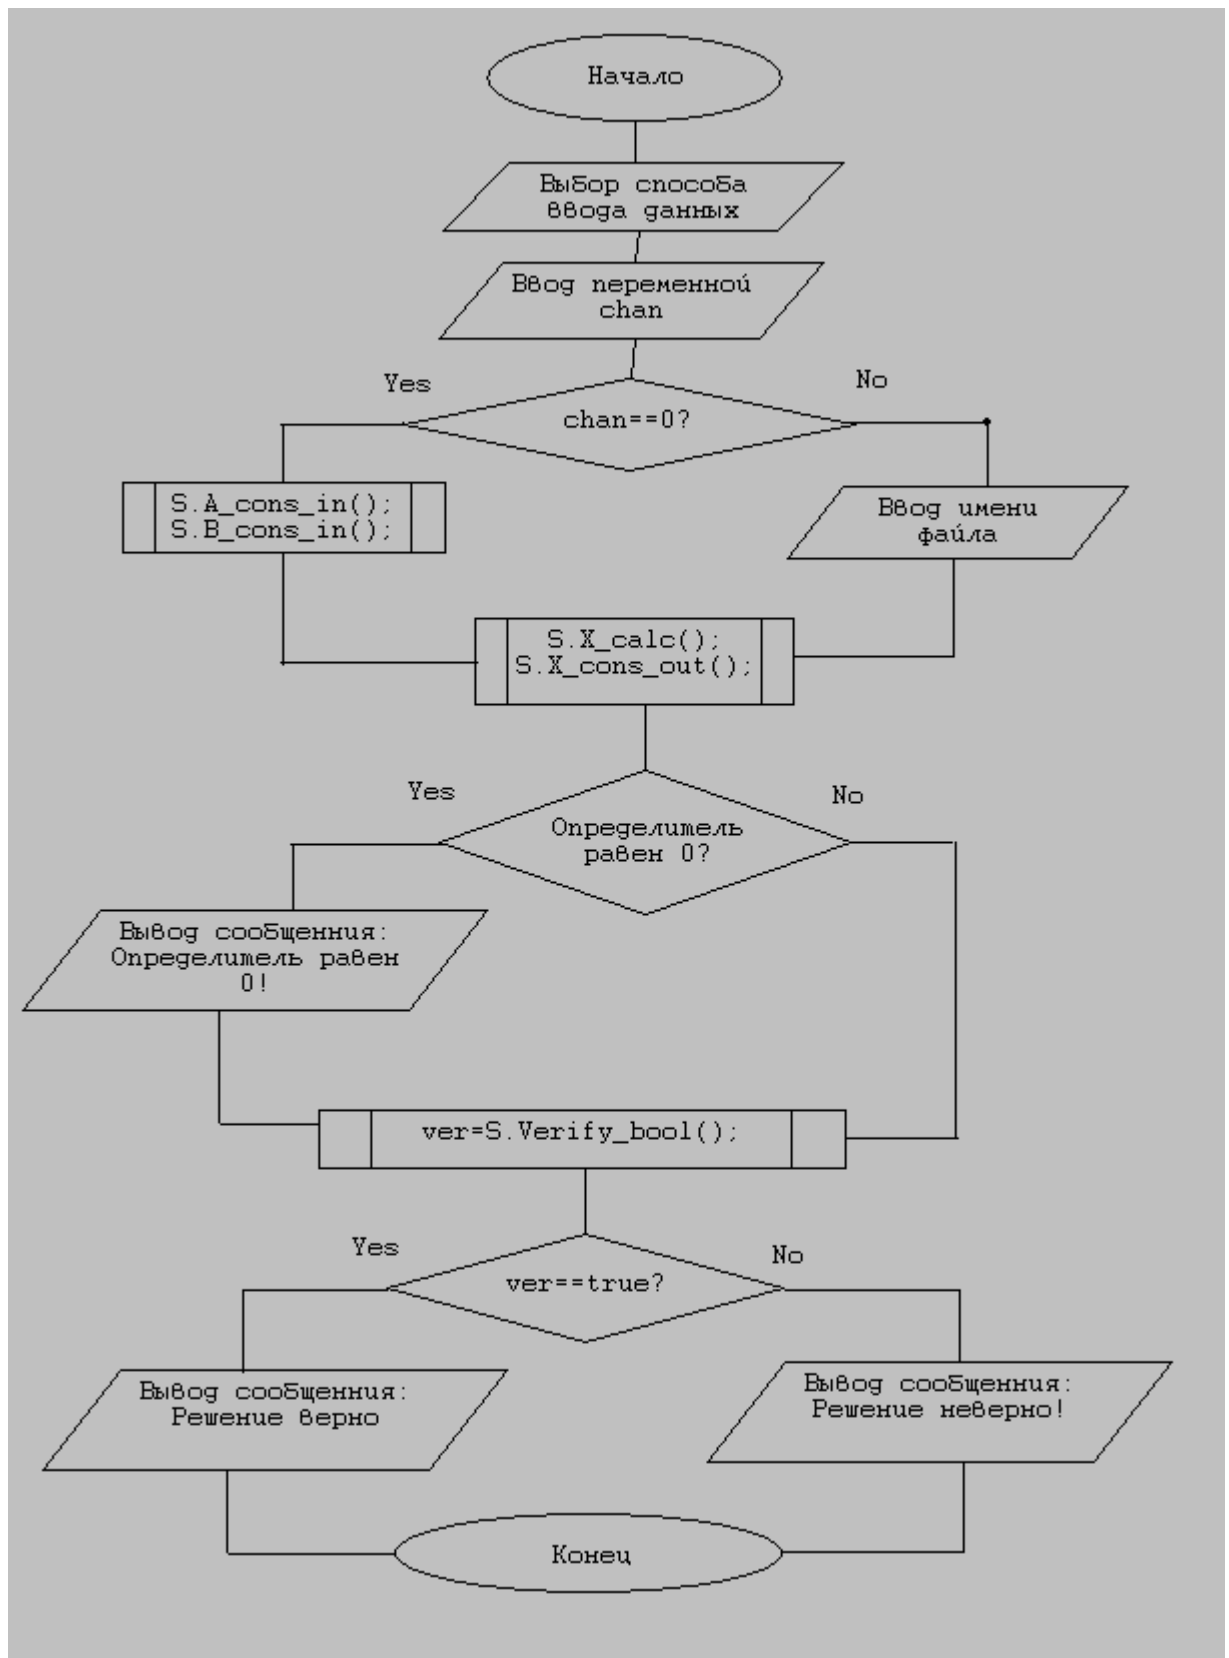 Начало
Выбор способа
ввода данных
Ввод переменной
chan
Yes
No
chan==0?
S.A_cons_in();
S.B_cons_in();
Ввод имени
файла
S.X_calc();
S.X_cons_out();
Yes
No
Определитель
равен 0?
Вывод сообщенния:
Определитель равен
0!
ver=S.Verify_bool();
Yes
No
ver==true?
Вывод сообщенния:
Решение верно
Вывод сообщенния:
Решение неверно!
Конец